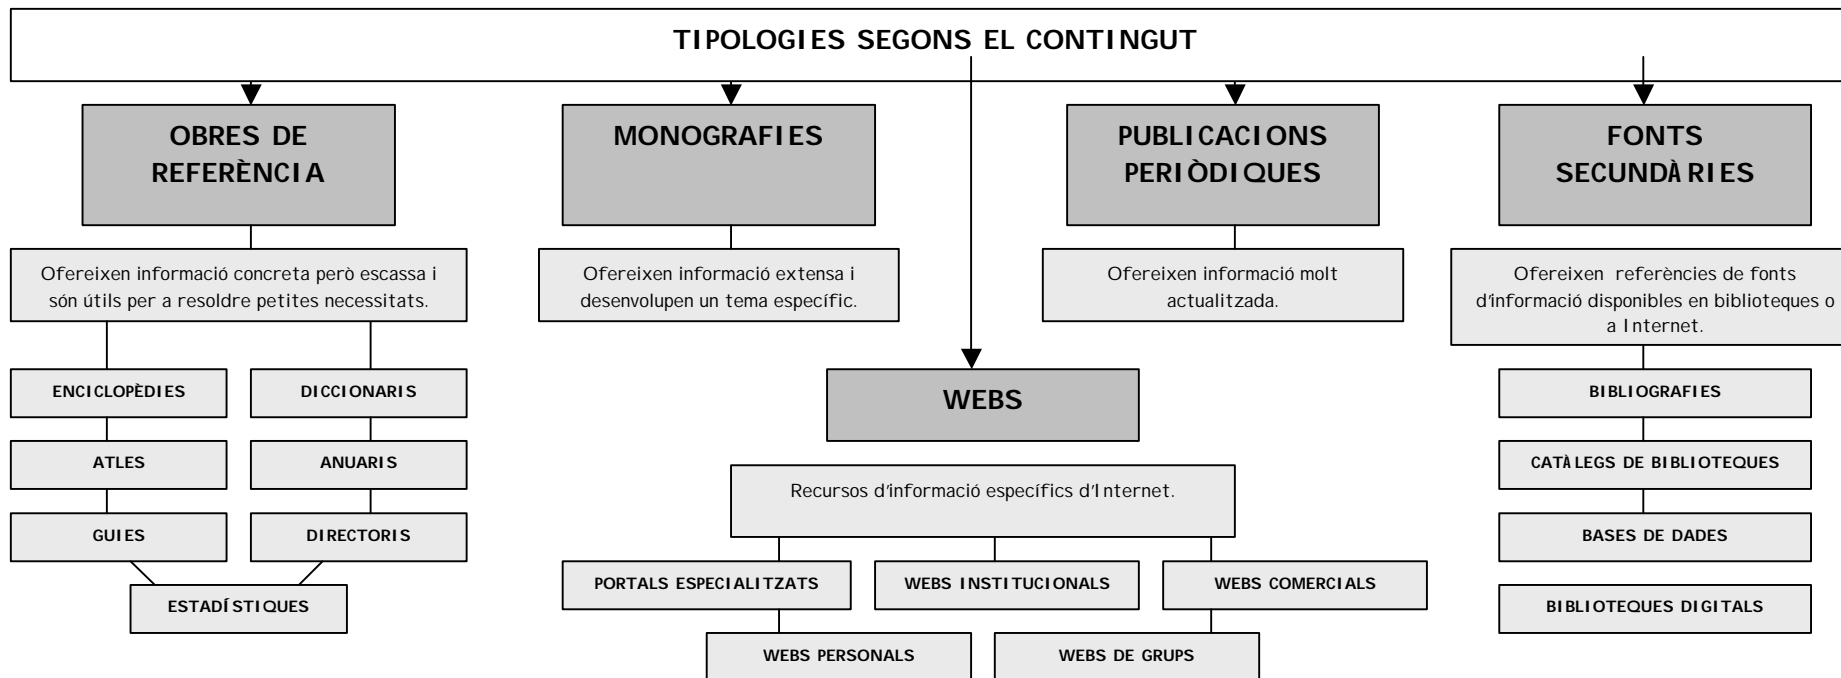 TIPOLOGIES SEGONS EL CONTINGUT
OBRES DE
REFERÈNCIA
MONOGRAFIES
PUBLICACIONS
PERIÒDIQUES
FONTS
SECUNDÀRIES
Ofereixen informació concreta però escassa i
són útils per a resoldre petites necessitats.
Ofereixen informació extensa i
desenvolupen un tema específic.
Ofereixen informació molt
actualitzada.
Ofereixen referències de fonts
d'informació disponibles en biblioteques o
a Internet.
ENCICLOPÈDIES
DICCIONARIS
ATLES
ANUARIS
GUIES
DIRECTORIS
ESTADÍSTIQUES
WEBS
Recursos d'informació específics d'Internet.
PORTALS ESPECIALITZATS
WEBS INSTITUCIONALS
WEBS COMERCIALS
WEBS PERSONALS
WEBS DE GRUPS
BIBLIOGRAFIES
CATÀLEGS DE BIBLIOTEQUES
BASES DE DADES
BIBLIOTEQUES DIGITALS